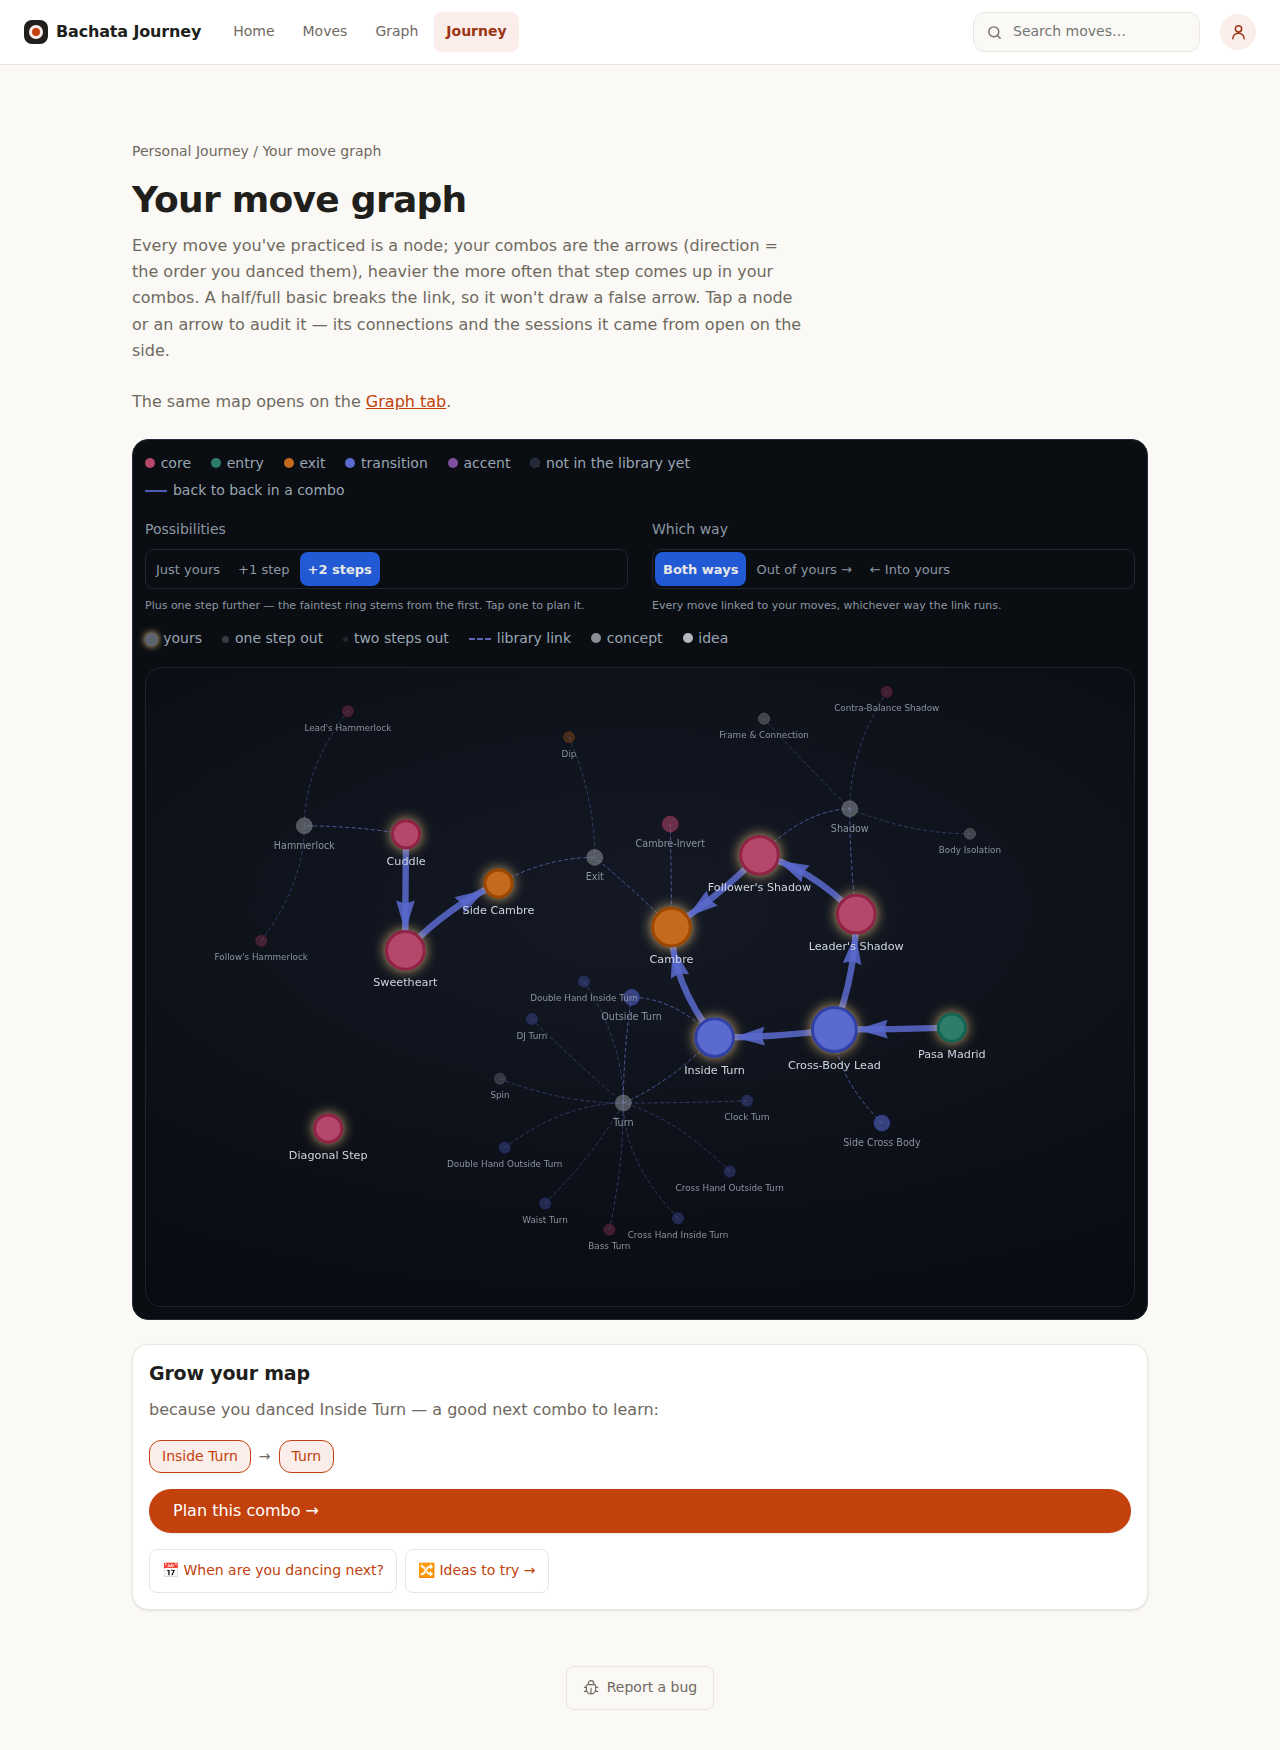 Bachata Journey
Home
Moves
Graph
Journey
Search moves...
Personal Journey / Your move graph
Your move graph
Every move you've practiced is a node; your combos are the arrows (direction =
the order you danced them), heavier the more often that step comes up in your
combos. A half/full basic breaks the link, so it won't draw a false arrow. Tap a node
or an arrow to audit it — its connections and the sessions it came from open on the
side.
The same map opens on the Graph tab.
core
entry
exit
transition
accent
not in the library yet
back to back in a combo
Possibilities
Just yours
+1 step
+2 steps
Plus one step further — the faintest ring stems from the first. Tap one to plan it.
Which way
Both ways
Out of yours →
← Into yours
Every move linked to your moves, whichever way the link runs.
yours
one step out
two steps out
library link
concept
idea
Contra-Balance Shadow
Lead's Hammerlock
Frame & Connection
Dip
Shadow
Hammerlock
Cambre-Invert
Body Isolation
Cuddle
Exit
Follower's Shadow
Side Cambre
Leader's Shadow
Follow's Hammerlock
Cambre
Sweetheart
Double Hand Inside Turn
Outside Turn
DJ Turn
Pasa Madrid
Cross-Body Lead
Inside Turn
Spin
Clock Turn
Turn
Side Cross Body
Diagonal Step
Double Hand Outside Turn
Cross Hand Outside Turn
Waist Turn
Cross Hand Inside Turn
Bass Turn
Grow your map
because you danced Inside Turn — a good next combo to learn:
Inside Turn → Turn
Plan this combo →
📅 When are you dancing next?
🔀 Ideas to try →
Report a bug